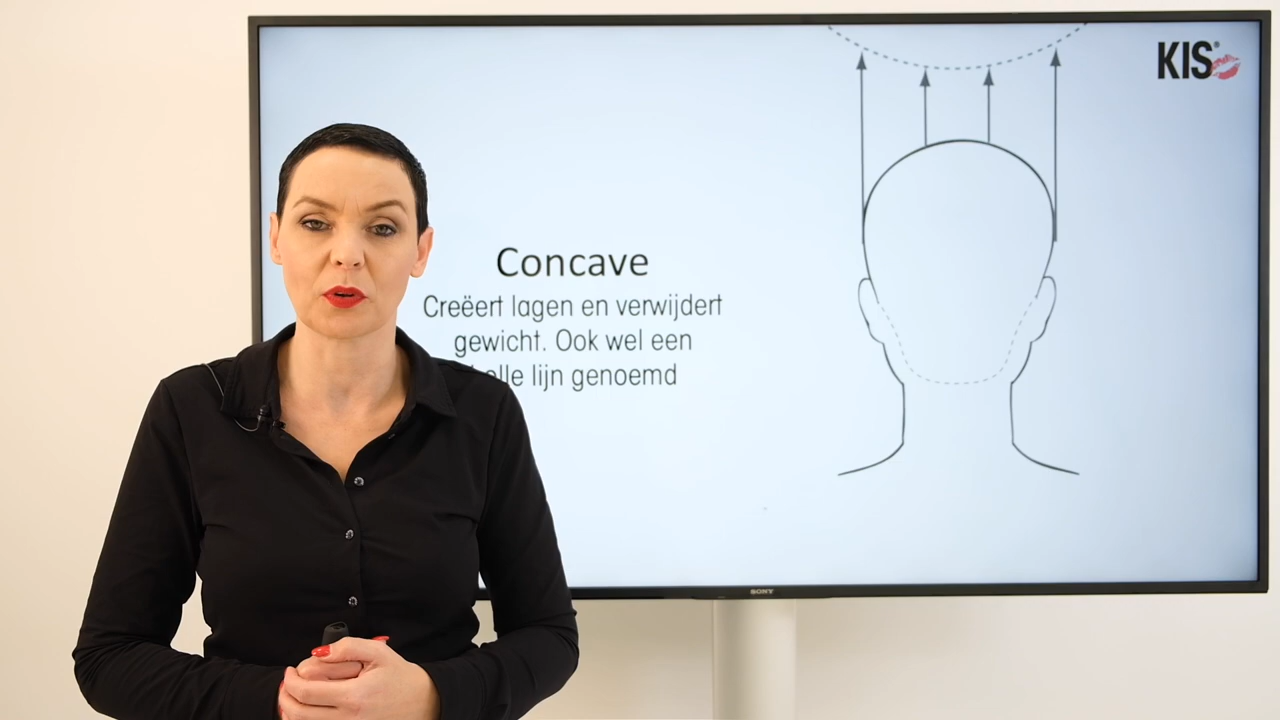 KIS®
Concave
Creëert lagen en verwijdert
gewicht. Ook wel een
lijn genoemd
SONY